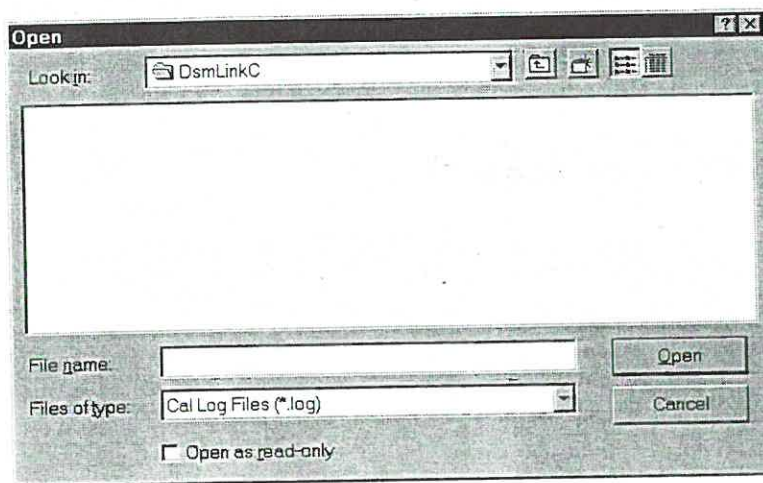 Open
Look in: DsmLinkC
File name: Open
Files of type: Cal Log Files (*.log) Cancel
Open as read-only